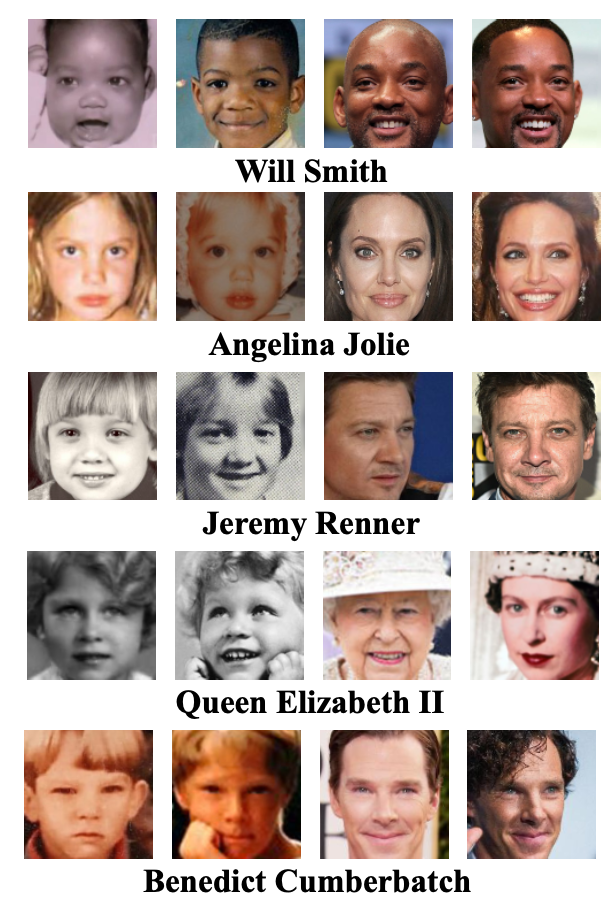 Will Smith
Angelina Jolie
Jeremy Renner
Queen Elizabeth II
Benedict Cumberbatch